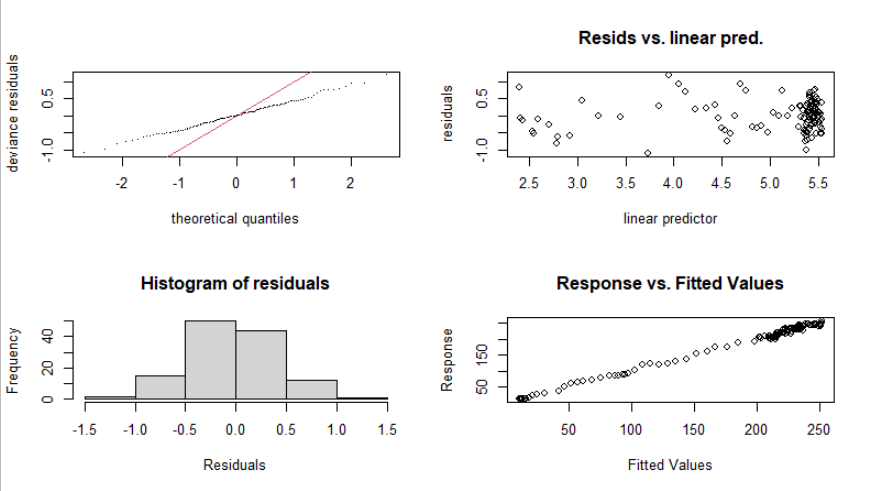 deviance residuals
0.5
-1.0
-2 -1 0 1 2
theoretical quantiles
Resids vs. linear pred.
residuals
0.5
-1.0
2.5 3.0 3.5 4.0 4.5 5.0 5.5
linear predictor
Histogram of residuals
Frequency
40
20
0
-1.5 -1.0 -0.5 0.0 0.5 1.0 1.5
Residuals
Response vs. Fitted Values
Response
150
50
50 100 150 200 250
Fitted Values